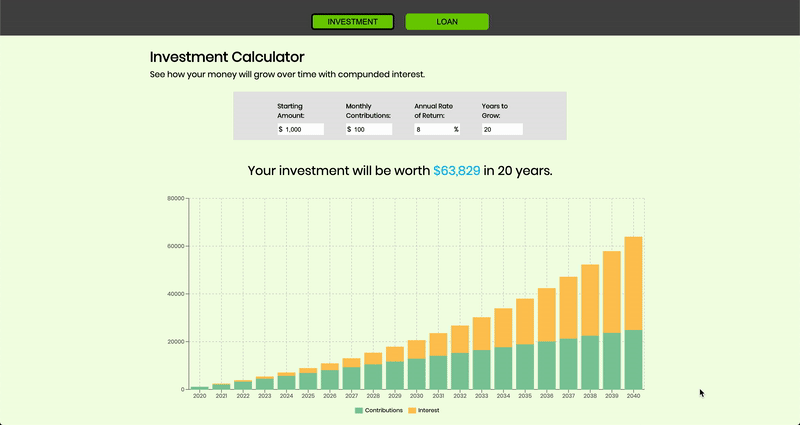 INVESTMENT LOAN
Investment Calculator
See how your money will grow over time with compunded interest.
Starting Amount: Monthly Contributions: Annual Rate of Return: Years to Grow:
$ 1,000 $ 100 8 % 20
Your investment will be worth $63,829 in 20 years.
80000
60000
40000
20000
0
2020 2021 2022 2023 2024 2025 2026 2027 2028 2029 2030 2031 2032 2033 2034 2035 2036 2037 2038 2039 2040
Contributions Interest